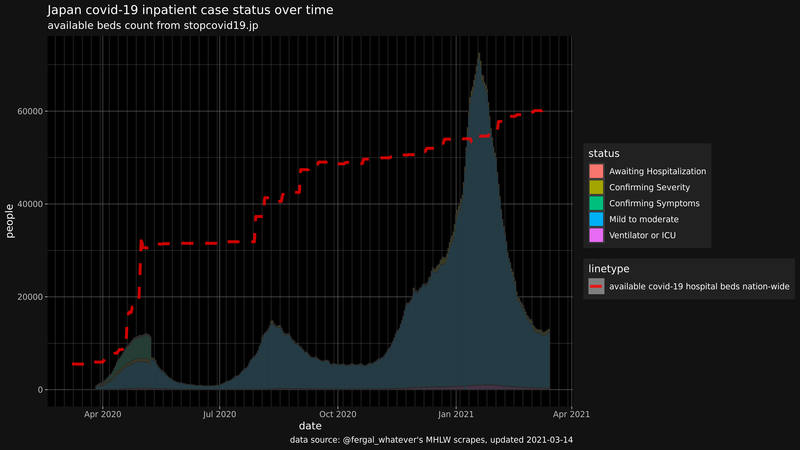 Japan covid-19 inpatient case status over time
available beds count from stopcovid19.jp
people
60000
40000
20000
0
Apr 2020
Jul 2020
Oct 2020
Jan 2021
Apr 2021
date
data source: @fergal_whatever's MHLW scrapes, updated 2021-03-14
status
Awaiting Hospitalization
Confirming Severity
Confirming Symptoms
Mild to moderate
Ventilator or ICU
linetype
available covid-19 hospital beds nation-wide